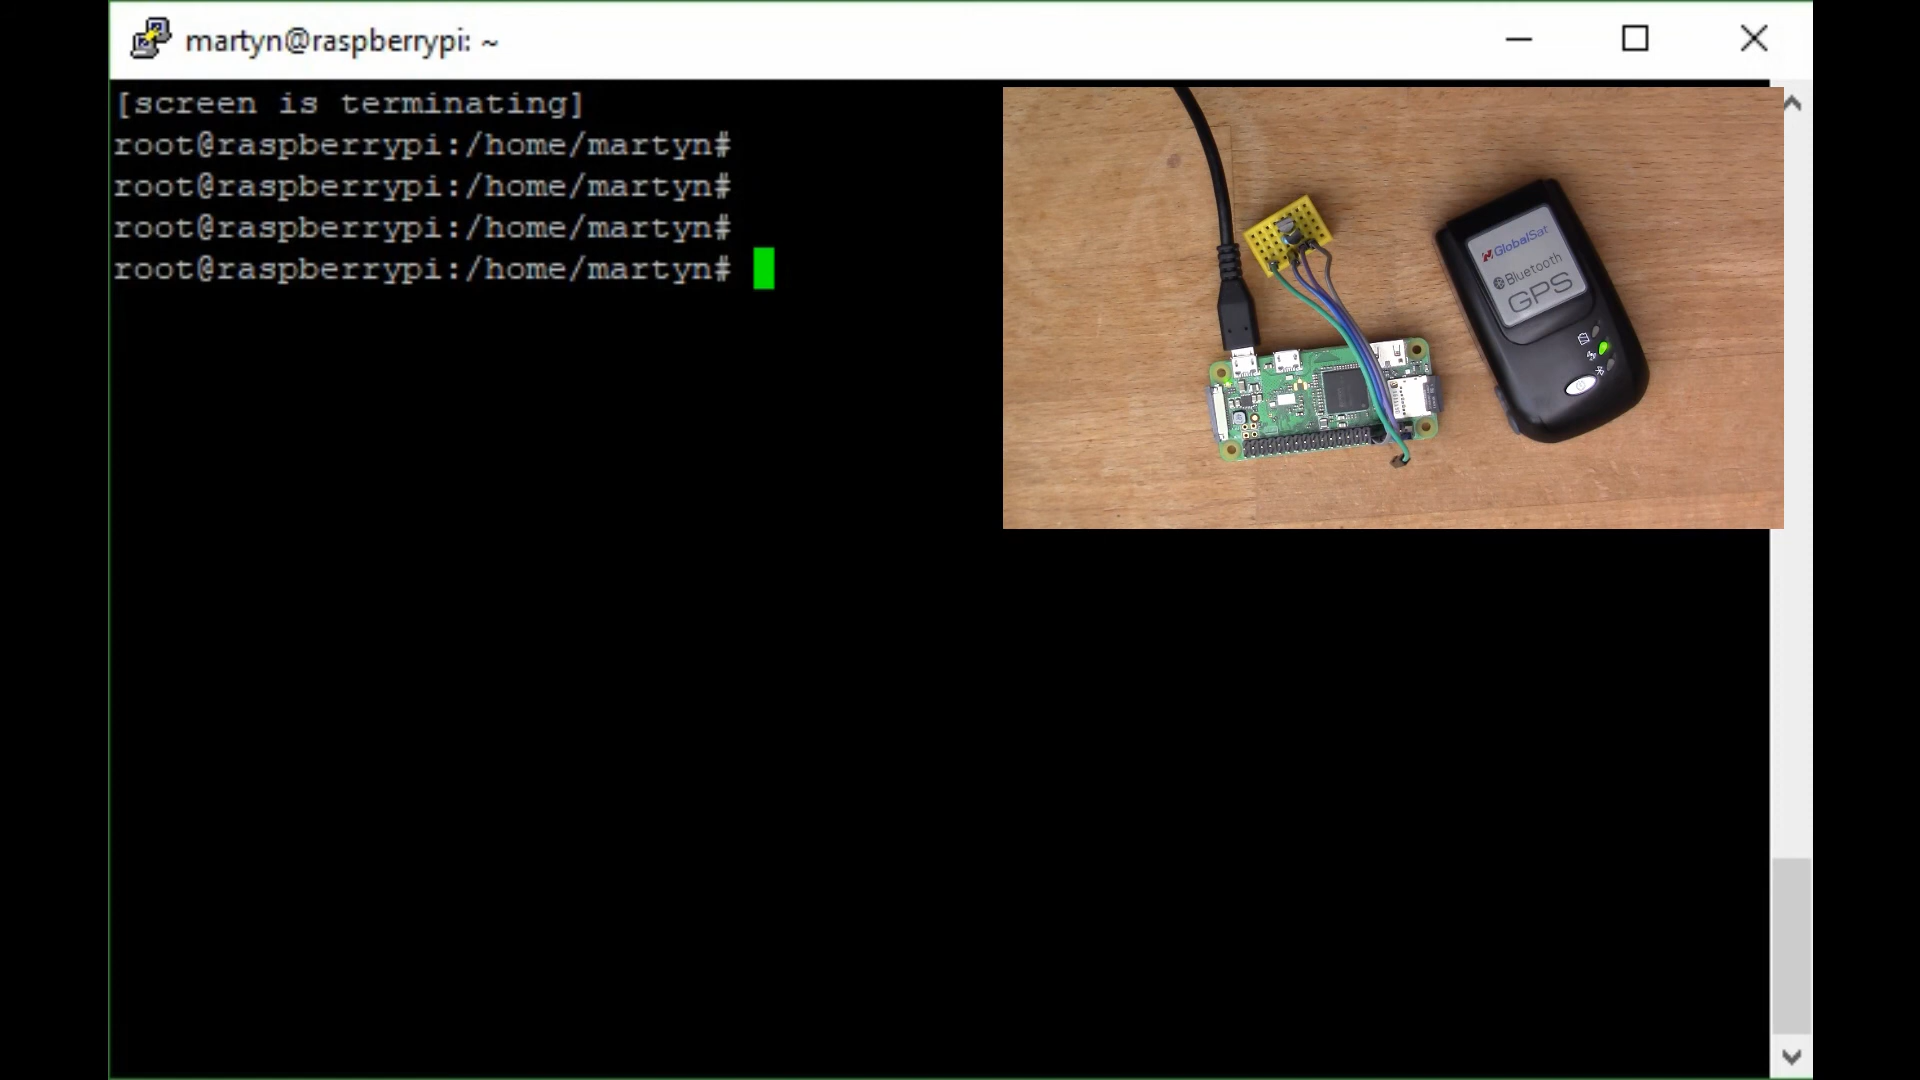 martyn@raspberrypi: ~
[screen is terminating]
root@raspberrypi:/home/martyn#
root@raspberrypi:/home/martyn#
root@raspberrypi:/home/martyn#
root@raspberrypi:/home/martyn#
GlobalSat
Bluetooth
GPS